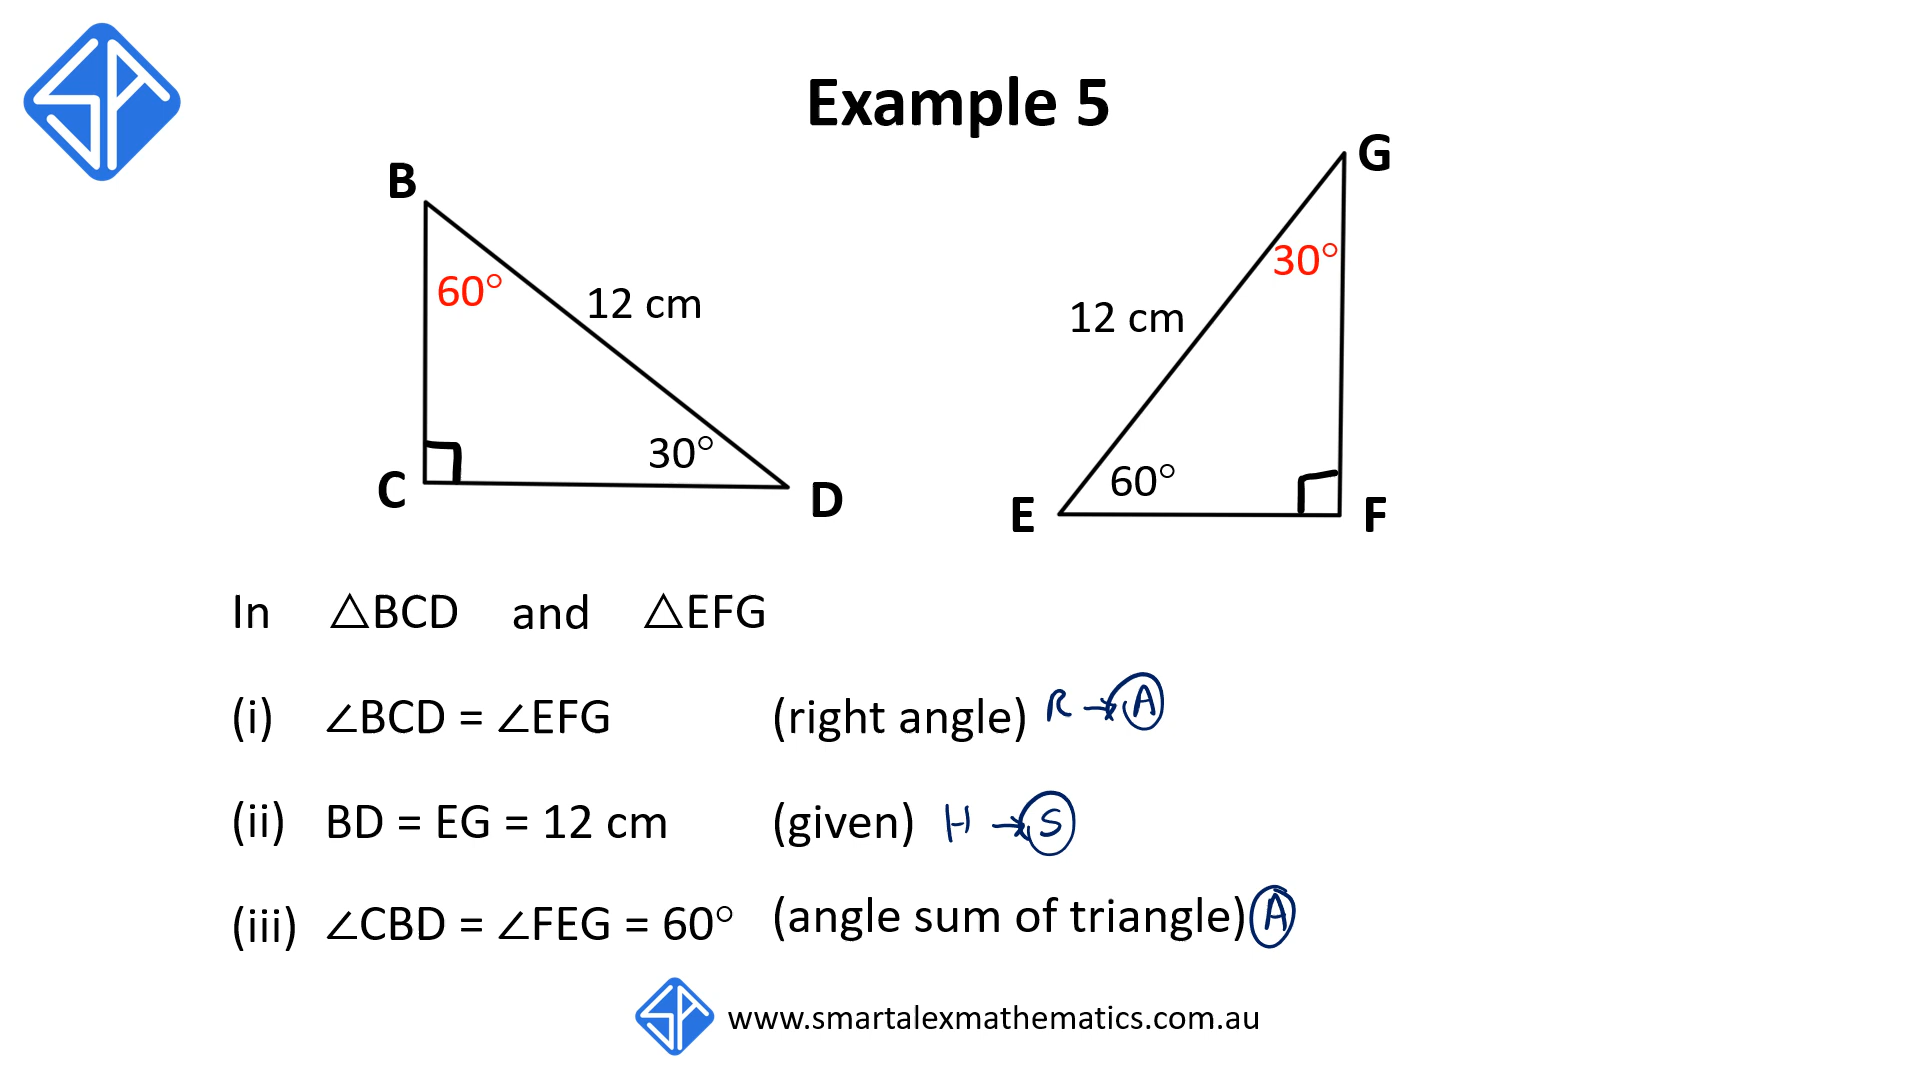 Example 5
B
G
60°
30°
12 cm
12 cm
30°
60°
C
D
E
F
In △BCD and △EFG
(i) ∠BCD = ∠EFG (right angle) R → A
(ii) BD = EG = 12 cm (given) H → S
(iii) ∠CBD = ∠FEG = 60° (angle sum of triangle) A
www.smartalexmathematics.com.au